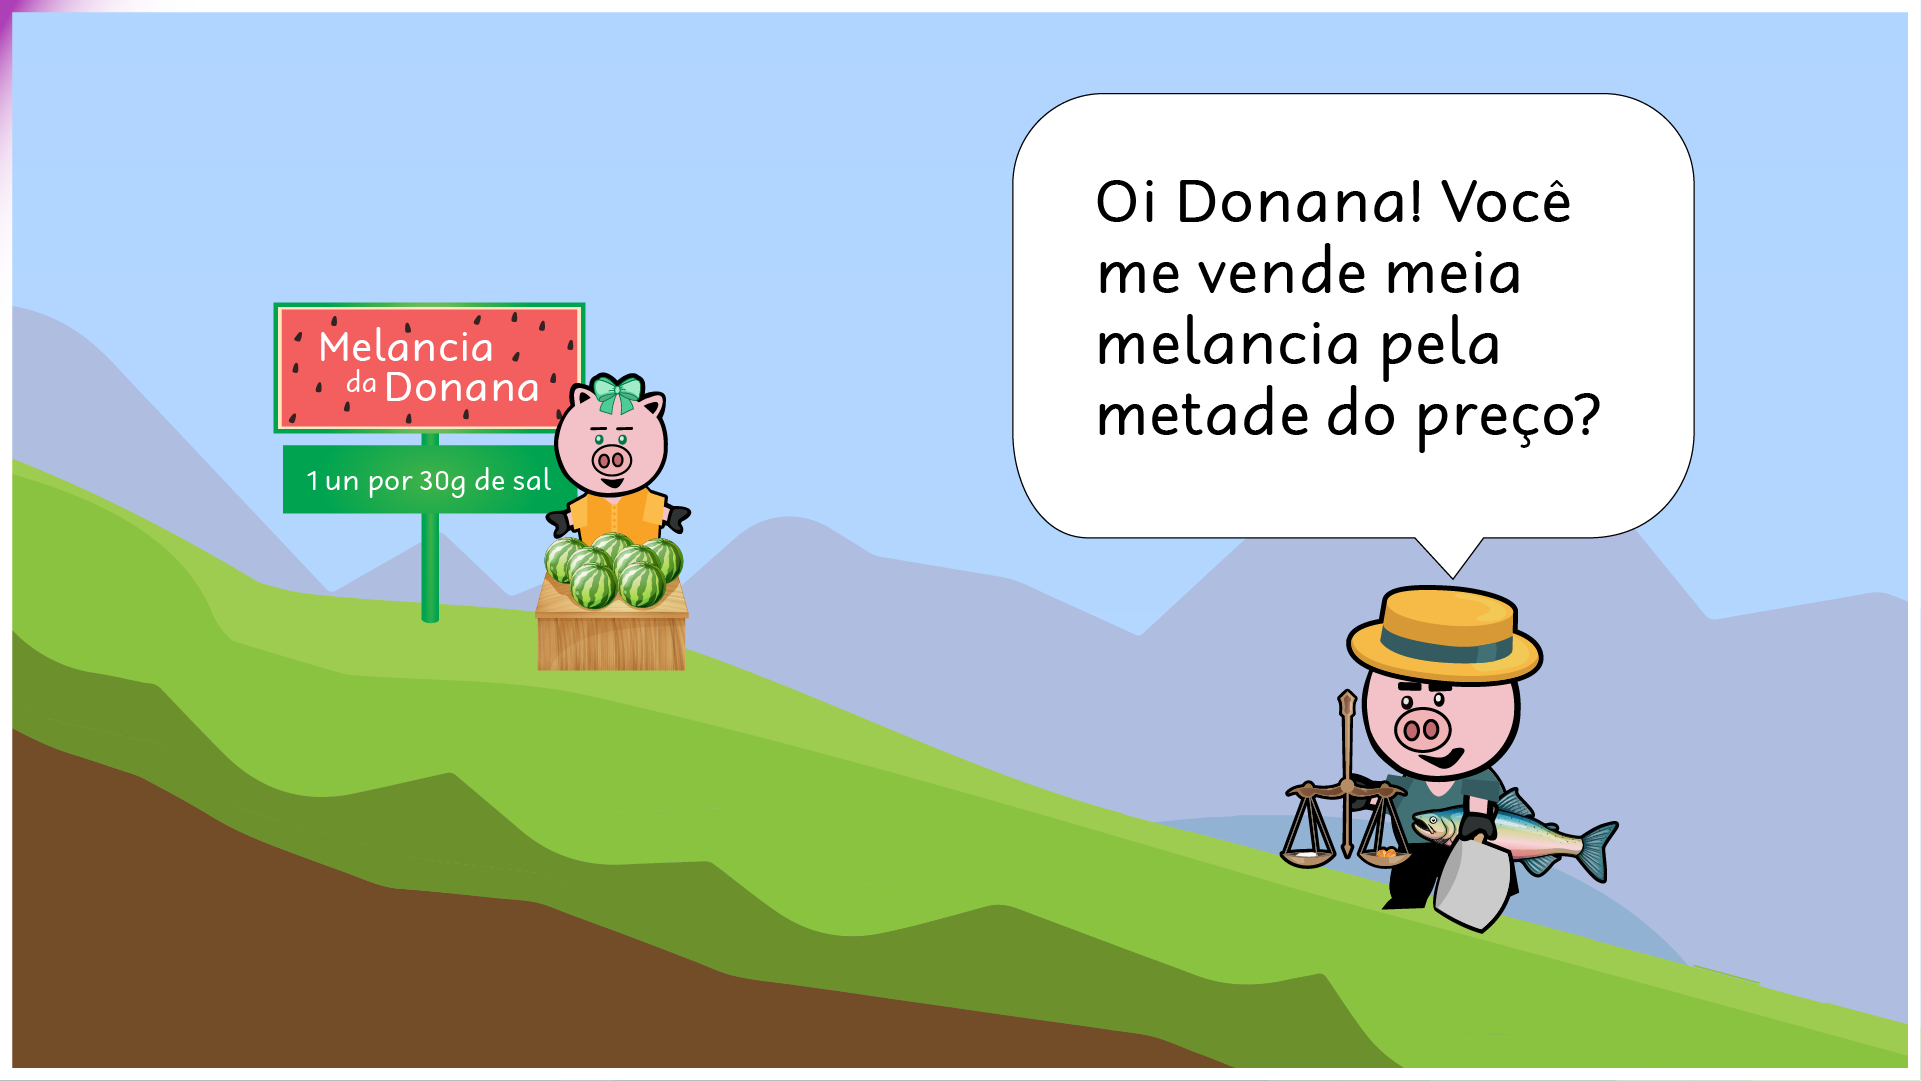 Melancia
da Donana
1 un por 30g de sal
Oi Donana! Você
me vende meia
melancia pela
metade do preço?